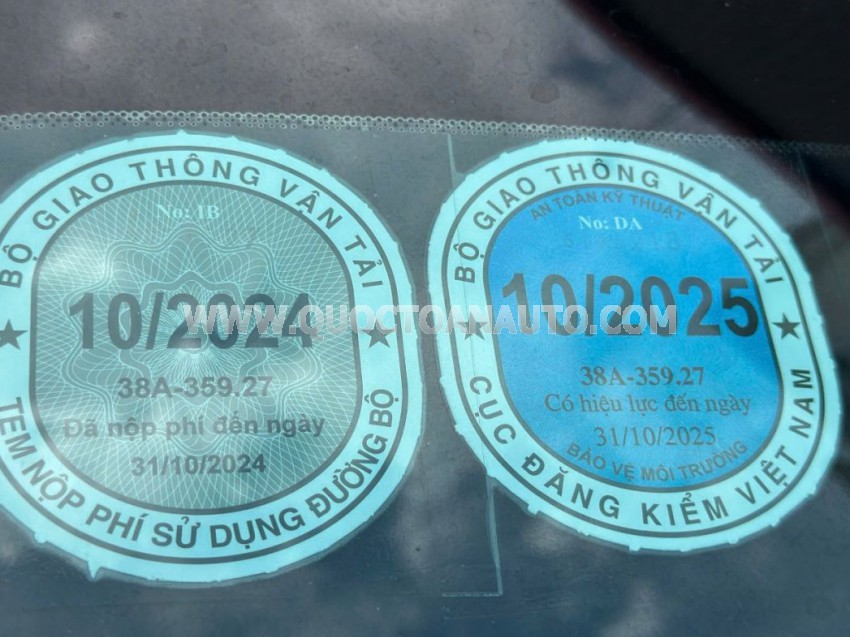 BỘ GIAO THÔNG VẬN TẢI
No: 1B
10/2024
38A-359.27
Đã nộp phí đến ngày
31/10/2024
TEM NỘP PHÍ SỬ DỤNG ĐƯỜNG BỘ
BỘ GIAO THÔNG VẬN TẢI
AN TOÀN KỸ THUẬT
No: DA
10/2025
38A-359.27
Có hiệu lực đến ngày
31/10/2025
BẢO VỆ MÔI TRƯỜNG
CỤC ĐĂNG KIỂM VIỆT NAM
WWW.QUOCTOANAUTO.COM.VN